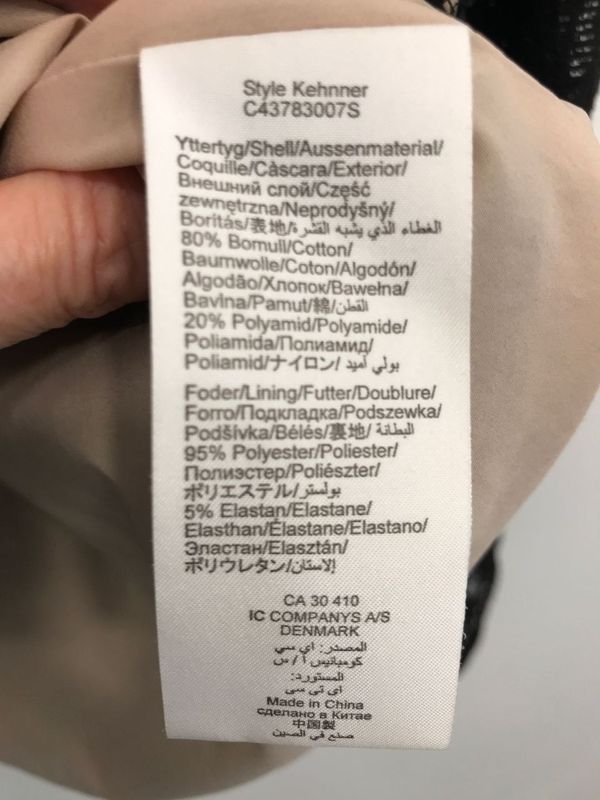 Style Kehnner
C43783007S
Yttertyg/Shell/Aussenmaterial/
Coquille/Càscara/Exterior/
Внешний слой/Część
zewnętrzna/Neprodyšný/
Borítás/表地/الغطاء الذي يشبه القشرة
80% Bomull/Cotton/
Baumwolle/Coton/Algodón/
Algodão/Хлопок/Bawełna/
Bavlna/Pamut/綿/القطن
20% Polyamid/Polyamide/
Poliamida/Полиамид/
Poliamid/ナイロン/ بولي أميد
Foder/Lining/Futter/Doublure/
Forro/Подкладка/Podszewka/
Podšívka/Bélés/裏地/ البطانة
95% Polyester/Poliester/
Полиэстер/Poliészter/
ポリエステル/بولستر
5% Elastan/Elastane/
Elasthan/Élastane/Elastano/
Эластан/Elasztán/
ポリウレタン/الاستان
CA 30 410
IC COMPANYS A/S
DENMARK
المصدر: اي سي
كومبانيس ا / س
المستورد:
اي تي سي
Made in China
сделано в Китае
中国製
صنع في الصين